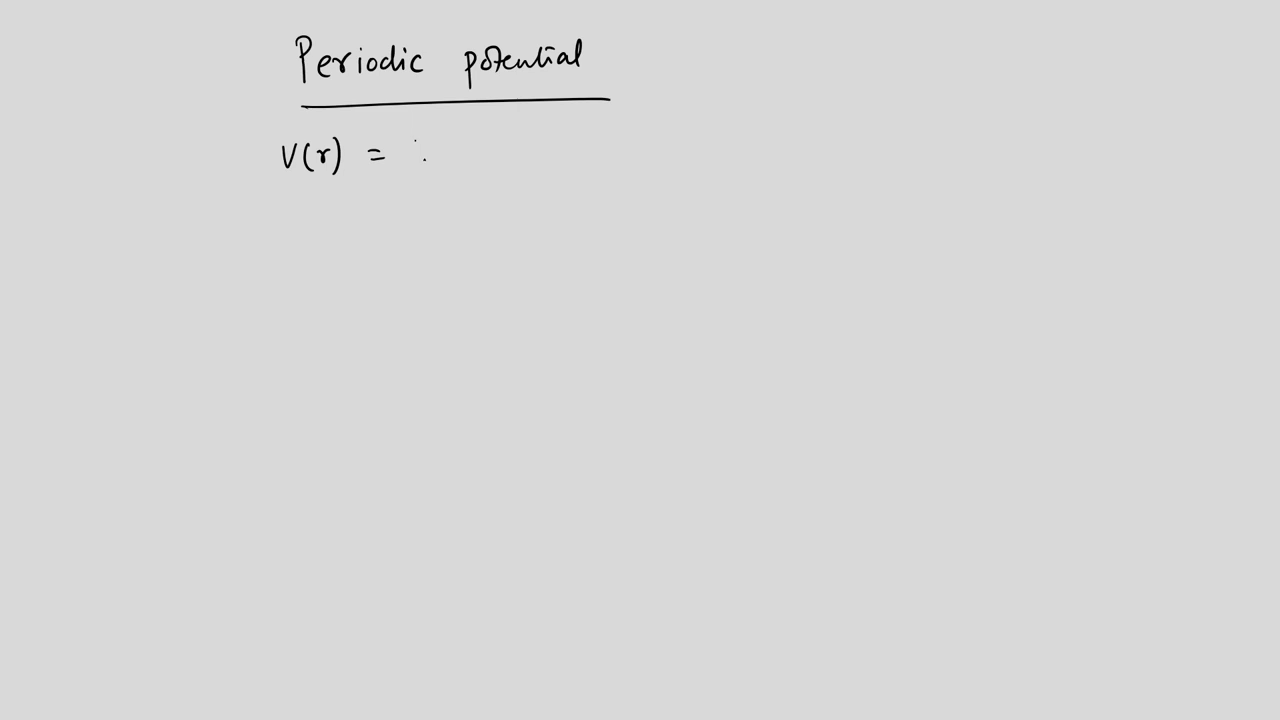 Periodic potential
V(r) =